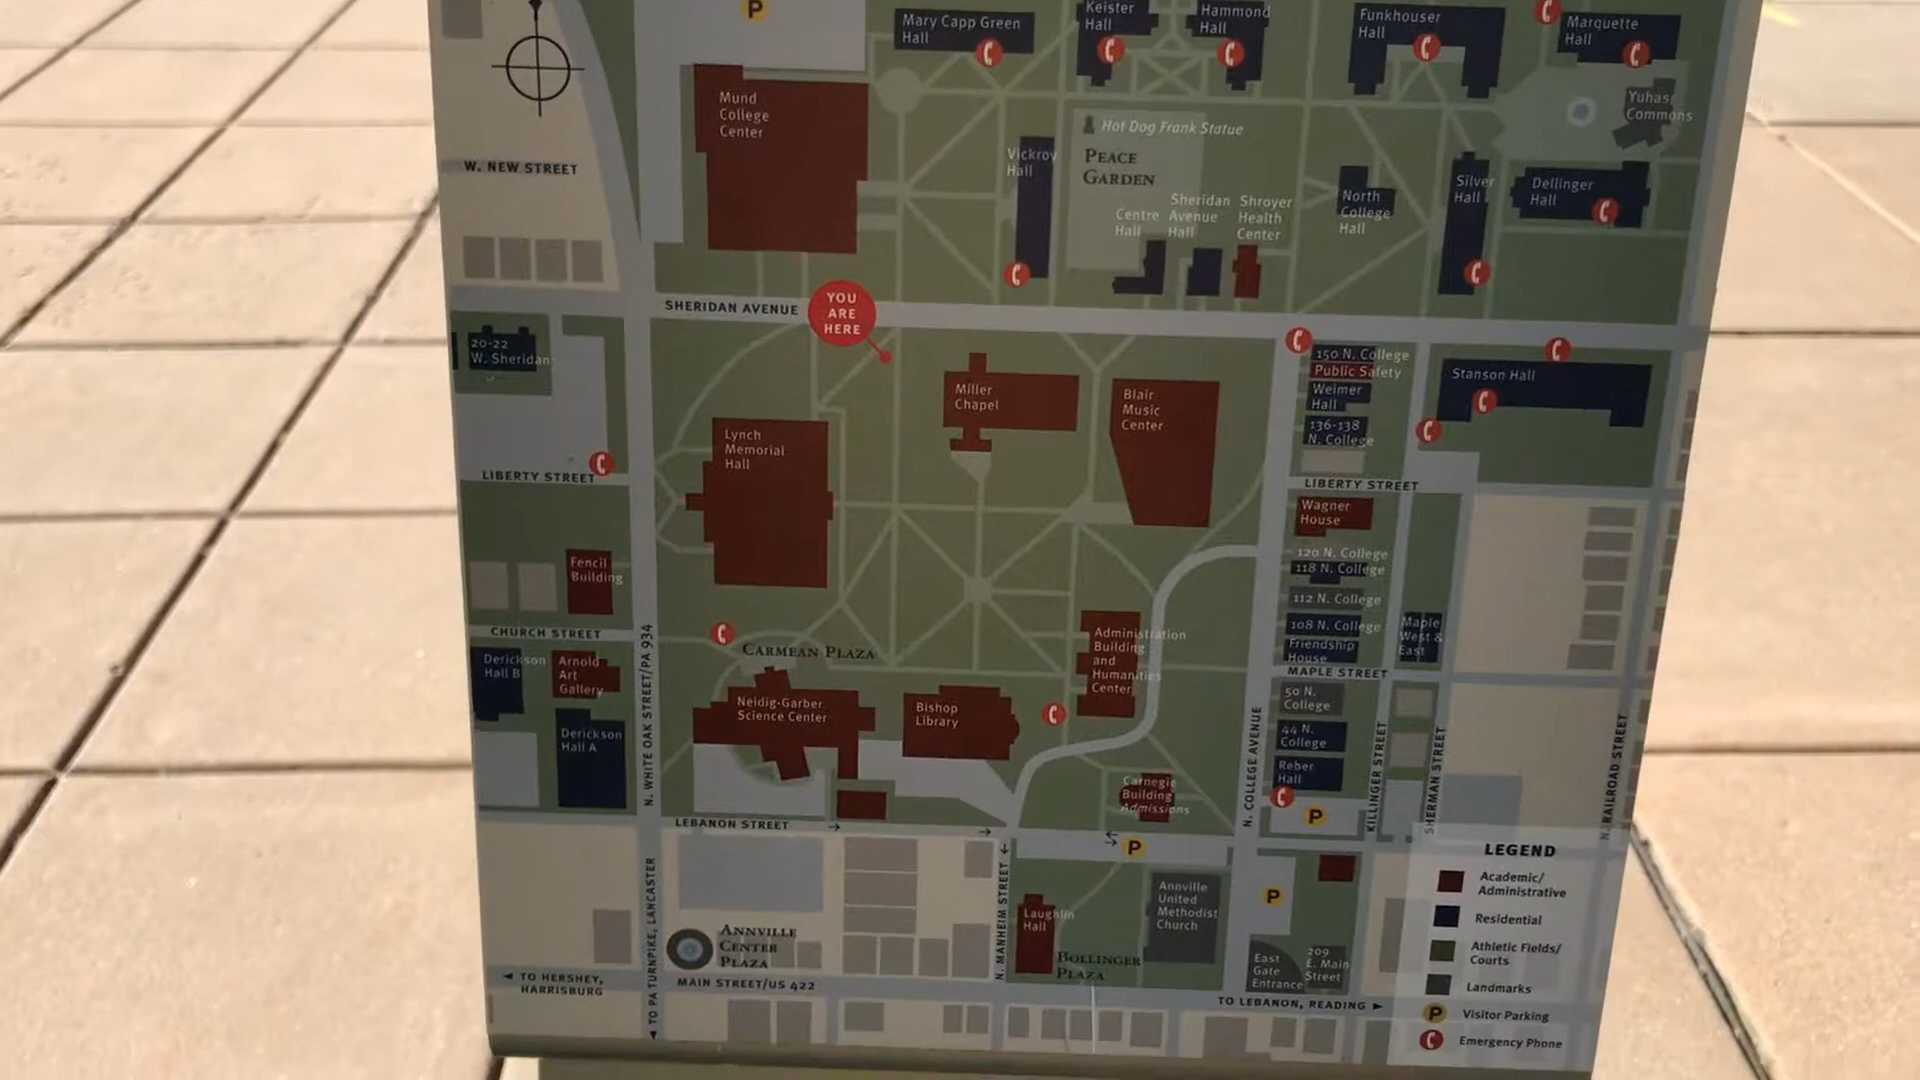 P
Mary Capp Green
Hall
Keister
Hall
Hammond
Hall
Funkhouser
Hall
Marquette
Hall
Mund
College
Center
Yuhas
Commons
Hot Dog Frank Statue
PEACE
GARDEN
Vickroy
Hall
W. NEW STREET
Centre
Hall
Sheridan
Avenue
Hall
Shroyer
Health
Center
North
College
Hall
Silver
Hall
Dellinger
Hall
SHERIDAN AVENUE
YOU
ARE
HERE
20-22
W. Sheridan
150 N. College
Public Safety
Weimer
Hall
136-138
N. College
Stanson Hall
Miller
Chapel
Blair
Music
Center
Lynch
Memorial
Hall
LIBERTY STREET
LIBERTY STREET
Wagner
House
120 N. College
118 N. College
112 N. College
108 N. College
Friendship
House
Maple
West &
East
MAPLE STREET
Fencil
Building
CHURCH STREET
Derickson
Hall B
Arnold
Art
Gallery
Derickson
Hall A
N. WHITE OAK STREET/PA 934
CARMEAN PLAZA
Administration
Building
and
Humanities
Center
Neidig-Garber
Science Center
Bishop
Library
50 N.
College
44 N.
College
Reber
Hall
Carnegie
Building
Admissions
N. COLLEGE AVENUE
KILLINGER STREET
SHERMAN STREET
N. RAILROAD STREET
P
LEBANON STREET
P
P
N. MANHEIM STREET
Laughlin
Hall
Annville
United
Methodist
Church
BOLLINGER
PLAZA
East
Gate
Entrance
209
E. Main
Street
ANNVILLE
CENTER
PLAZA
TO PA TURNPIKE, LANCASTER
TO HERSHEY,
HARRISBURG
MAIN STREET/US 422
TO LEBANON, READING
LEGEND
Academic/
Administrative
Residential
Athletic Fields/
Courts
Landmarks
P Visitor Parking
Emergency Phone